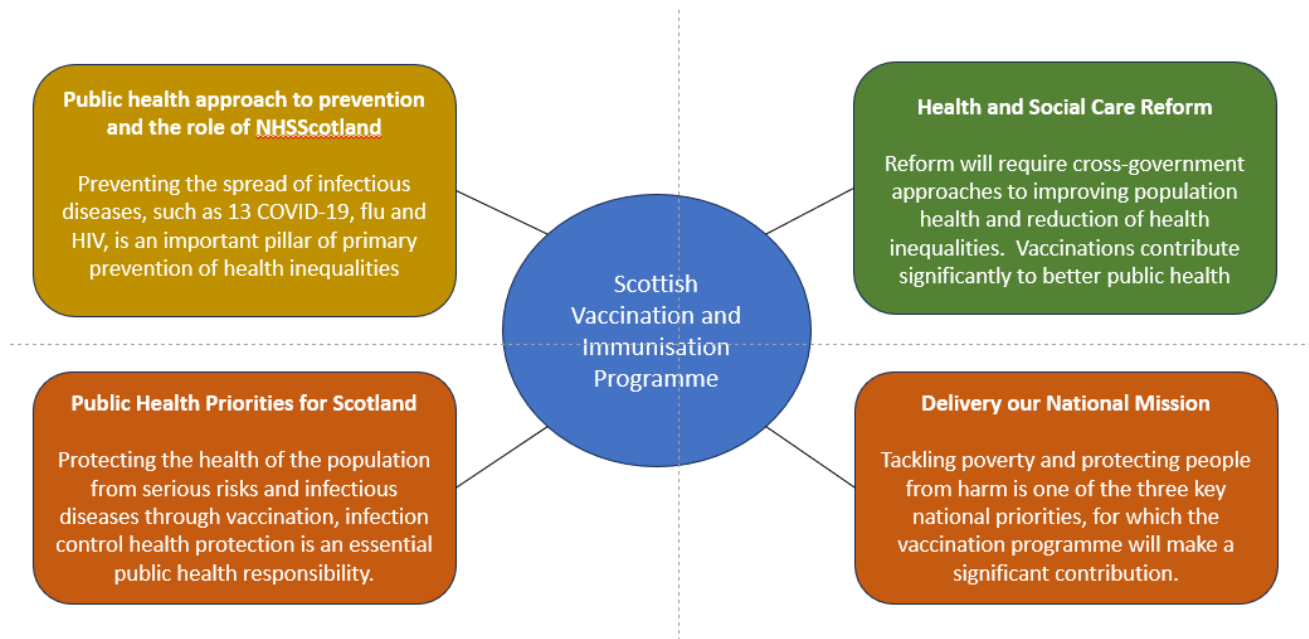 Public health approach to prevention
and the role of NHSScotland
Preventing the spread of infectious
diseases, such as 13 COVID-19, flu and
HIV, is an important pillar of primary
prevention of health inequalities
Health and Social Care Reform
Reform will require cross-government
approaches to improving population
health and reduction of health
inequalities.  Vaccinations contribute
significantly to better public health
Scottish
Vaccination and
Immunisation
Programme
Public Health Priorities for Scotland
Protecting the health of the population
from serious risks and infectious
diseases through vaccination, infection
control health protection is an essential
public health responsibility.
Delivery our National Mission
Tackling poverty and protecting people
from harm is one of the three key
national priorities, for which the
vaccination programme will make a
significant contribution.